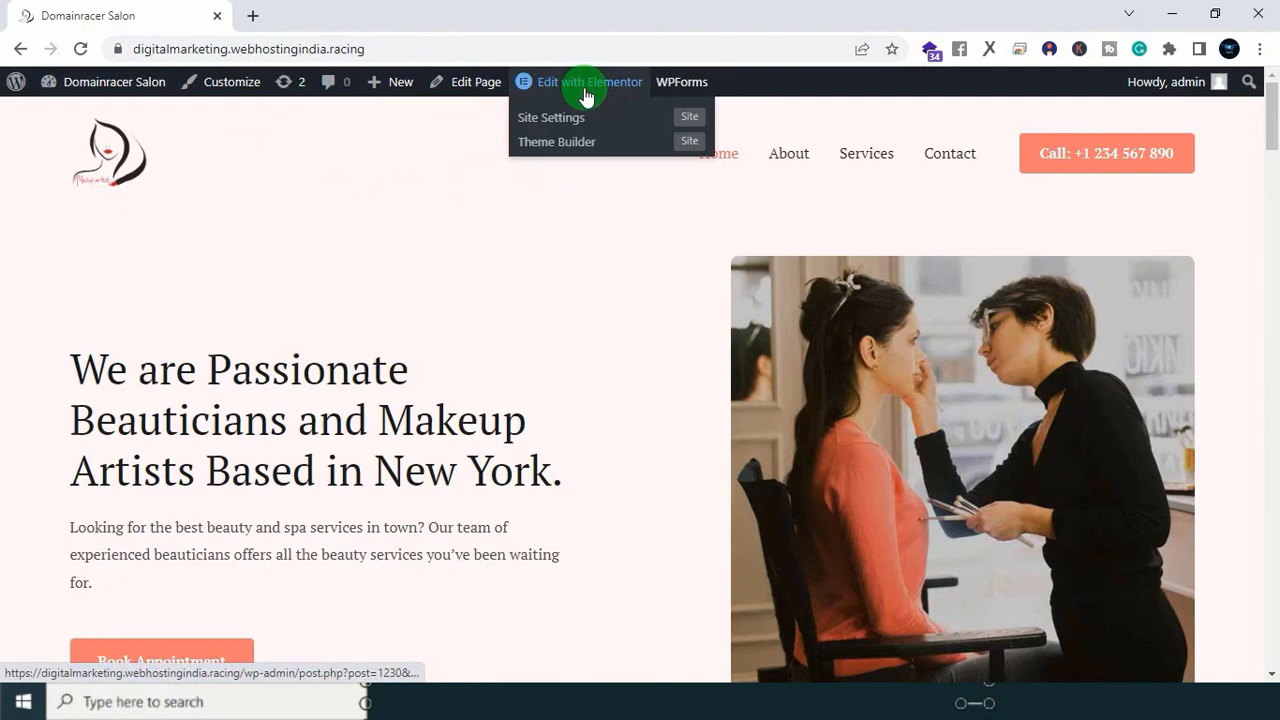 Domainracer Salon
digitalmarketing.webhostingindia.racing
34
Domainracer Salon
Customize
2
0
New
Edit Page
Edit with Elementor
WPForms
Howdy, admin
Site Settings
Site
Theme Builder
Site
Makeup artist
Home
About
Services
Contact
Call: +1 234 567 890
We are Passionate
Beauticians and Makeup
Artists Based in New York.
Looking for the best beauty and spa services in town? Our team of
experienced beauticians offers all the beauty services you’ve been waiting
for.
Book Appointment
https://digitalmarketing.webhostingindia.racing/wp-admin/post.php?post=1230&...
Type here to search